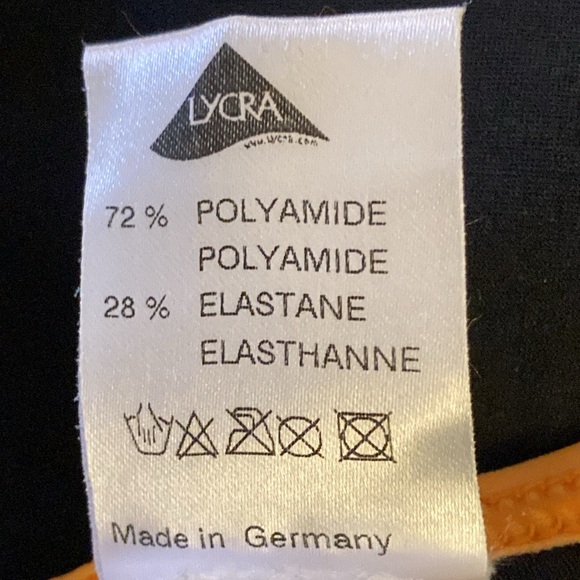 LYCRA
www.lycra.com
72 % POLYAMIDE
POLYAMIDE
28 % ELASTANE
ELASTHANNE
Made in Germany